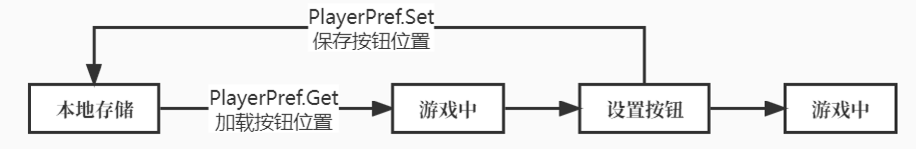 PlayerPref.Set
保存按钮位置
本地存储
PlayerPref.Get
加载按钮位置
游戏中
设置按钮
游戏中